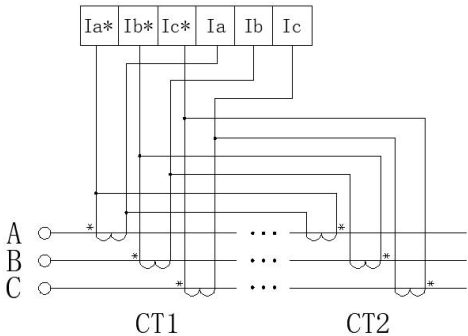 Ia* Ib* Ic* Ia Ib Ic
A * ··· *
B * ··· *
C * ··· *
CT1 CT2